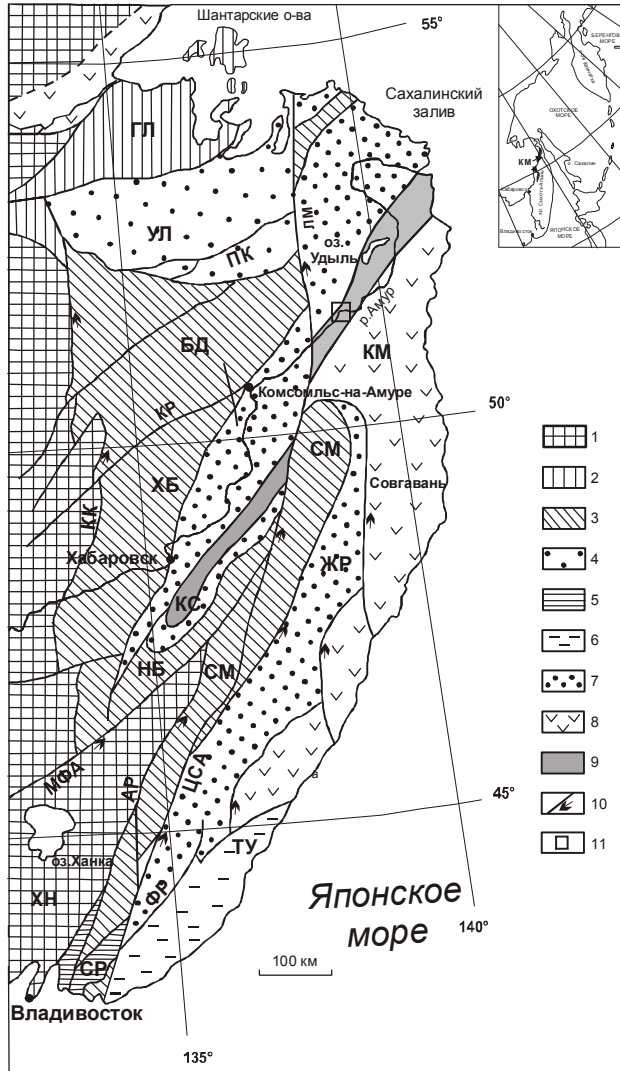 Шантарские о-ва
55°
Сахалинский
залив
ГЛ
УЛ
ПК
ЛМ
оз.
Удыль
р.Амур
БД
КМ
КР
Комсомльс-на-Амуре
50°
СМ
Совгавань
ХБ
КК
Хабаровск
ЖР
КС
НБ
СМ
МФА
АР
ЦСА
45°
оз.Ханка
ТУ
ФР
ХН
Японское
море
140°
СР
100 км
Владивосток
135°
БЕРЕНГОВО
МОРЕ
ОХОТСКОЕ
МОРЕ
КМ
о. Сахалин
Хабаровск
Владивосток
ЯПОНСКОЕ
МОРЕ
1
2
3
4
5
6
7
8
9
10
11